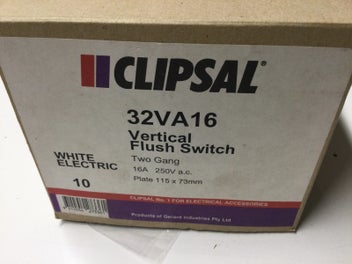 CLIPSAL®
32VA16
Vertical
Flush Switch
Two Gang
16A 250V a.c.
Plate 115 x 73mm
WHITE
ELECTRIC
10
CLIPSAL No. 1 FOR ELECTRICAL ACCESSORIES
Products of Gerard Industries Pty Ltd